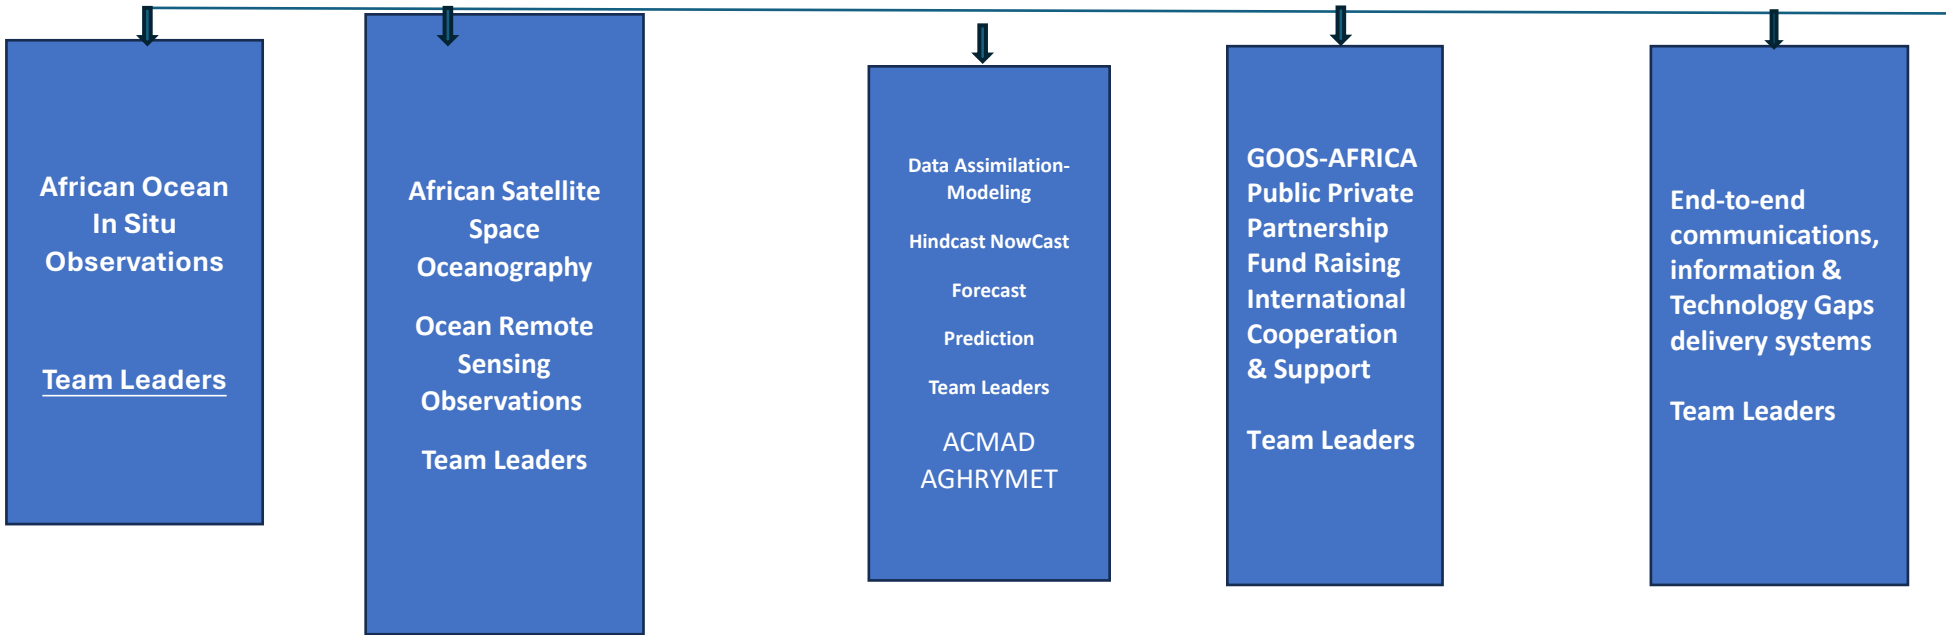 African Ocean
In Situ
Observations
Team Leaders
African Satellite
Space
Oceanography
Ocean Remote
Sensing
Observations
Team Leaders
Data Assimilation-
Modeling
Hindcast NowCast
Forecast
Prediction
Team Leaders
ACMAD
AGHRYMET
GOOS-AFRICA
Public Private
Partnership
Fund Raising
International
Cooperation
& Support
Team Leaders
End-to-end
communications,
information &
Technology Gaps
delivery systems
Team Leaders